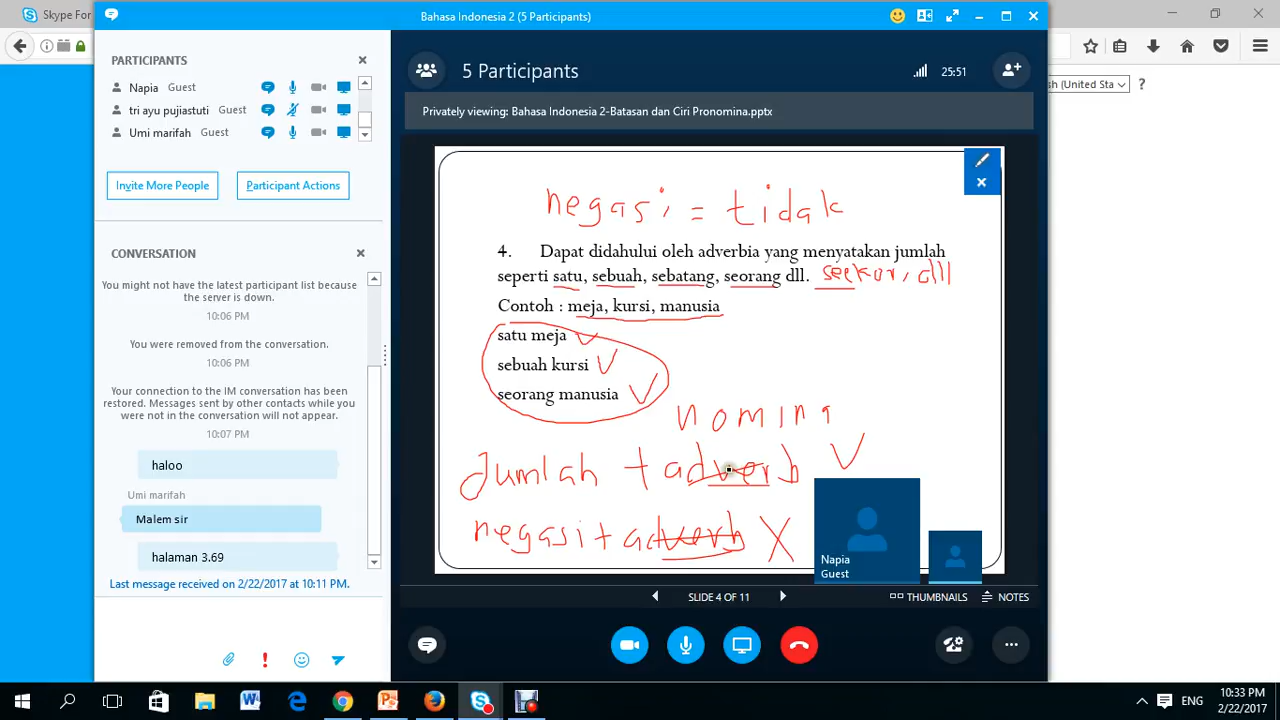 Skype For
Bahasa Indonesia 2 (5 Participants)
PARTICIPANTS
Napia Guest
tri ayu pujiastuti Guest
Umi marifah Guest
Invite More People
Participant Actions
CONVERSATION
You might not have the latest participant list because
the server is down.
10:06 PM
You were removed from the conversation.
10:06 PM
Your connection to the IM conversation has been
restored. Messages sent by other contacts while you
were not in the conversation will not appear.
10:07 PM
haloo
Umi marifah
Malem sir
halaman 3.69
Last message received on 2/22/2017 at 10:11 PM
5 Participants
25:51
Privately viewing: Bahasa Indonesia 2-Batasan dan Ciri Pronomina.pptx
negasi = tidak
4. Dapat didahului oleh adverbia yang menyatakan jumlah
seperti satu, sebuah, sebatang, seorang dll. seekor, dll
Contoh : meja, kursi, manusia
satu meja
sebuah kursi
seorang manusia
nomina
Jumlah + adverb
negasi + adverb X
Napia
Guest
SLIDE 4 OF 11
THUMBNAILS
NOTES
sh (United Sta
?
ENG
10:33 PM
2/22/2017